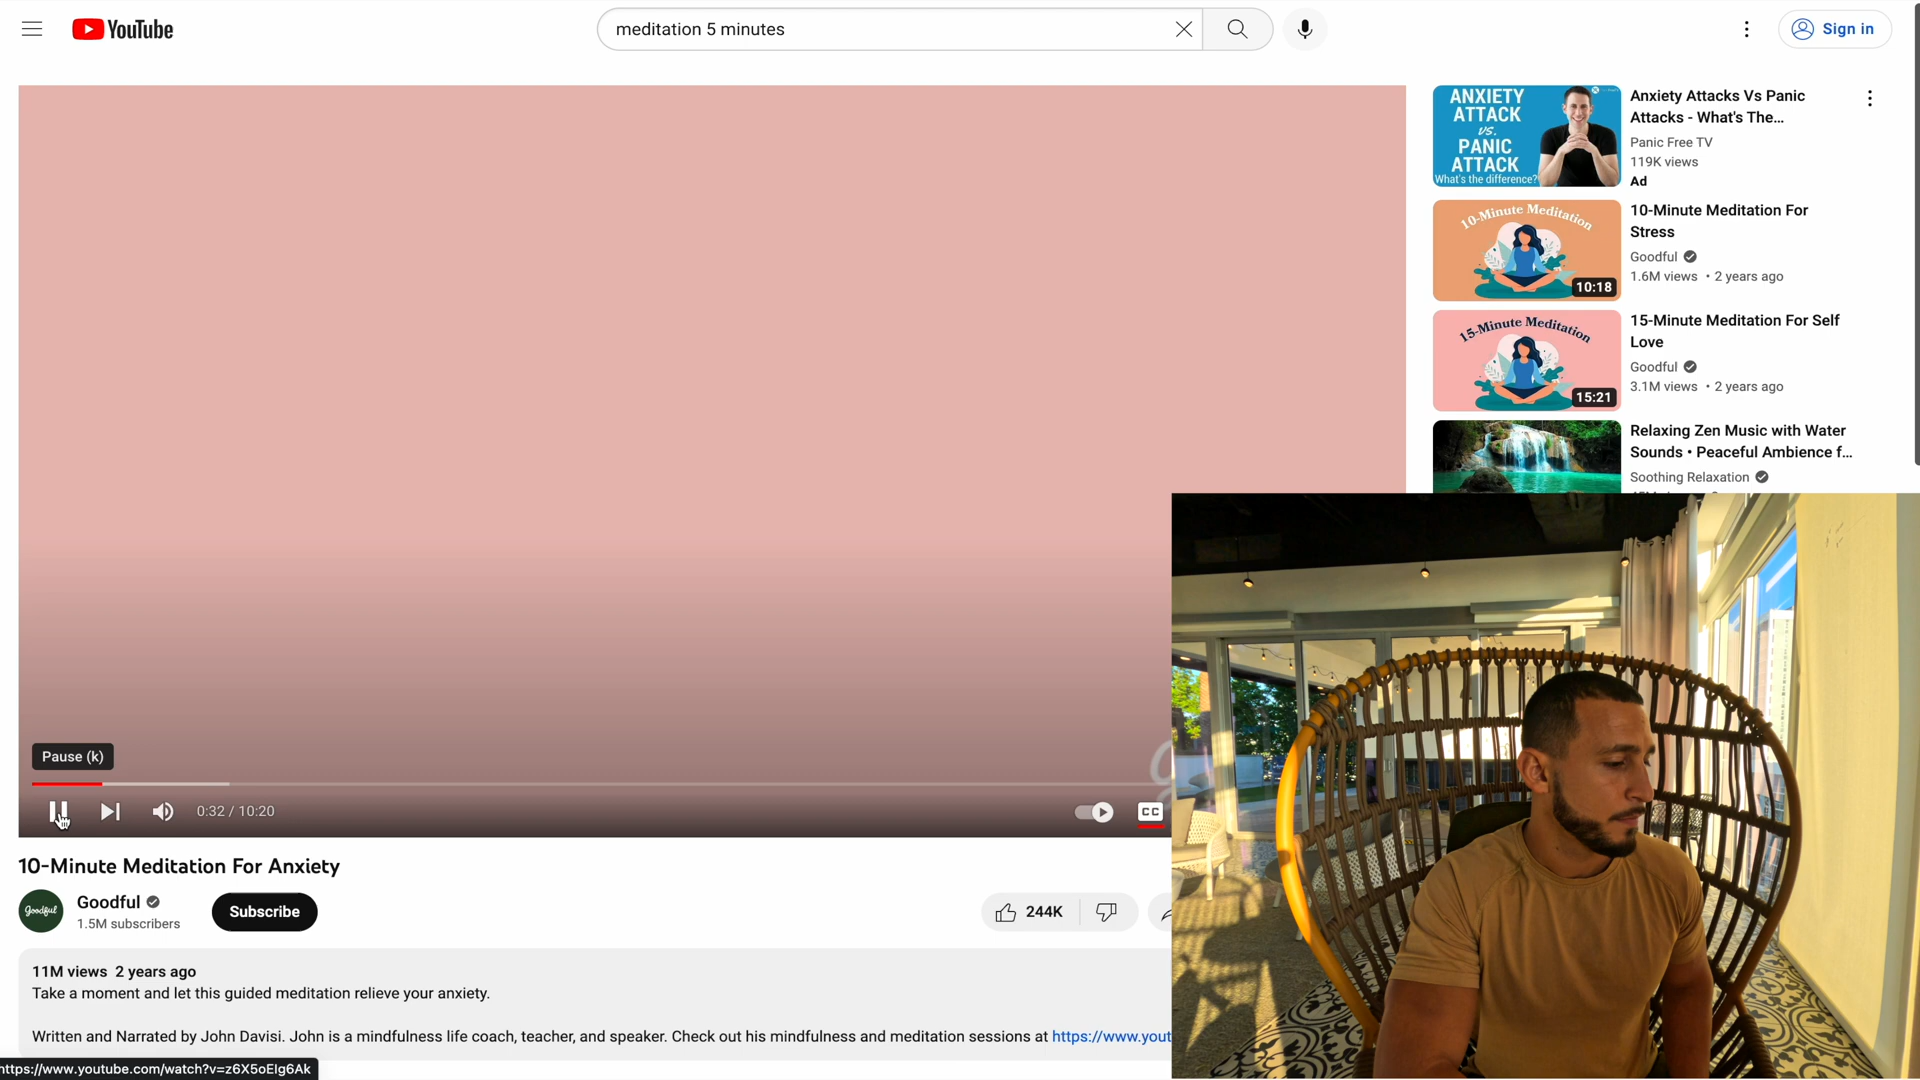 YouTube
meditation 5 minutes
Sign in
ANXIETY
ATTACK
VS.
PANIC
ATTACK
What's the difference?
Anxiety Attacks Vs Panic
Attacks - What's The...
Panic Free TV
119K views
Ad
10-Minute Meditation
10:18
10-Minute Meditation For
Stress
Goodful
1.6M views • 2 years ago
15-Minute Meditation
15:21
15-Minute Meditation For Self
Love
Goodful
3.1M views • 2 years ago
Relaxing Zen Music with Water
Sounds • Peaceful Ambience f...
Soothing Relaxation
Pause (k)
0:32 / 10:20
CC
10-Minute Meditation For Anxiety
Goodful
Goodful
1.5M subscribers
Subscribe
244K
11M views 2 years ago
Take a moment and let this guided meditation relieve your anxiety.
Written and Narrated by John Davisi. John is a mindfulness life coach, teacher, and speaker. Check out his mindfulness and meditation sessions at https://www.yout
https://www.youtube.com/watch?v=z6X5oEIg6Ak